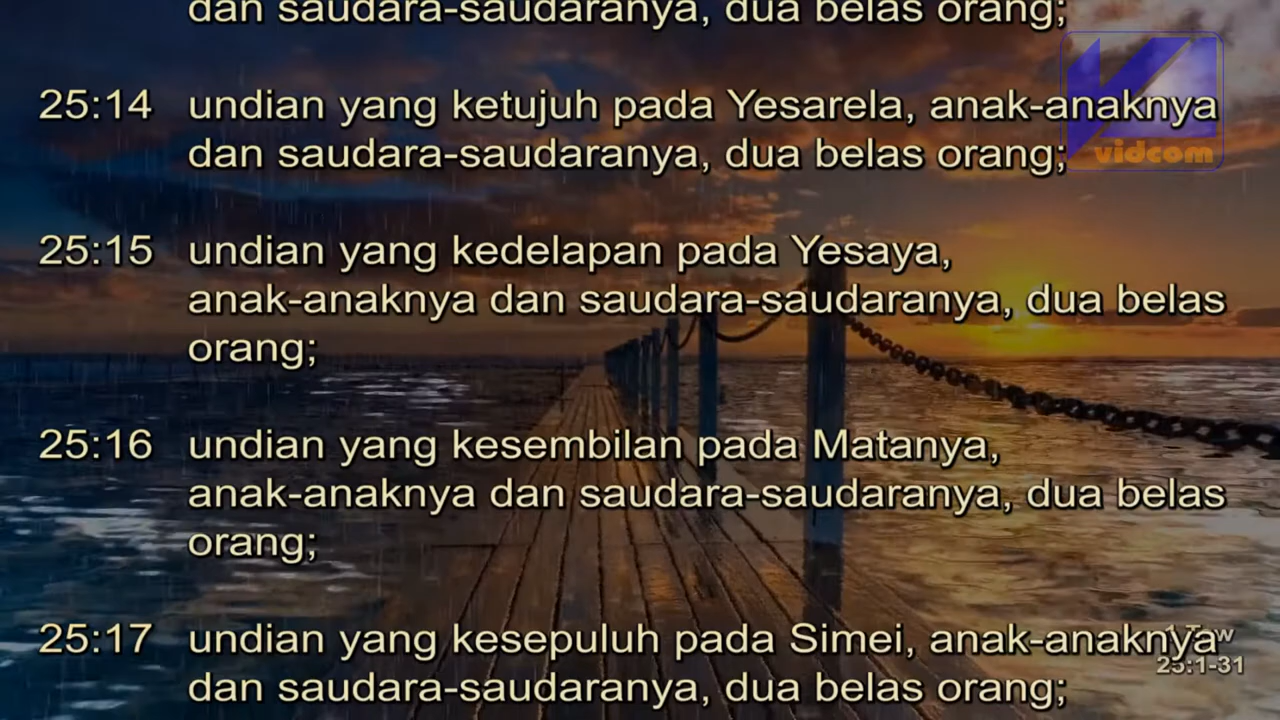 dan saudara-saudaranya, dua belas orang;
25:14 undian yang ketujuh pada Yesarela, anak-anaknya
dan saudara-saudaranya, dua belas orang;
vidcom
25:15 undian yang kedelapan pada Yesaya,
anak-anaknya dan saudara-saudaranya, dua belas
orang;
25:16 undian yang kesembilan pada Matanya,
anak-anaknya dan saudara-saudaranya, dua belas
orang;
25:17 undian yang kesepuluh pada Simei, anak-anaknya
1 Taw
25:1-31
dan saudara-saudaranya, dua belas orang;